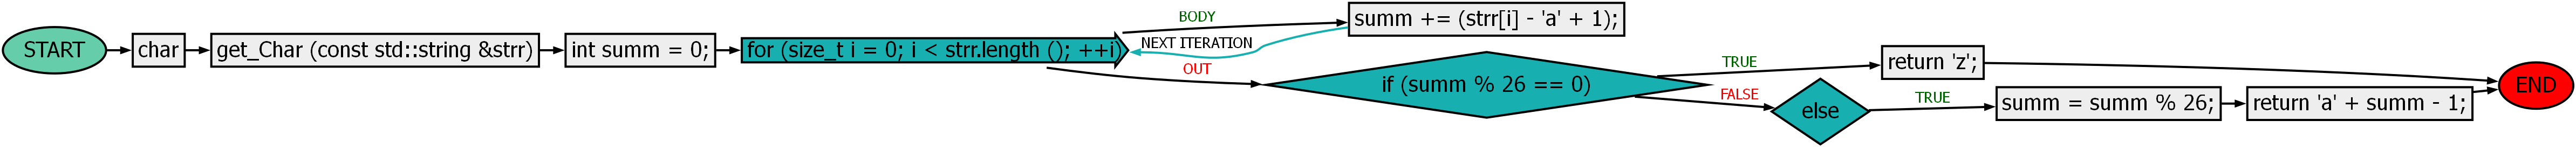 START
char
get_Char (const std::string &strr)
int summ = 0;
for (size_t i = 0; i < strr.length (); ++i)
BODY
summ += (strr[i] - 'a' + 1);
NEXT ITERATION
OUT
if (summ % 26 == 0)
TRUE
return 'z';
FALSE
else
TRUE
summ = summ % 26;
return 'a' + summ - 1;
END